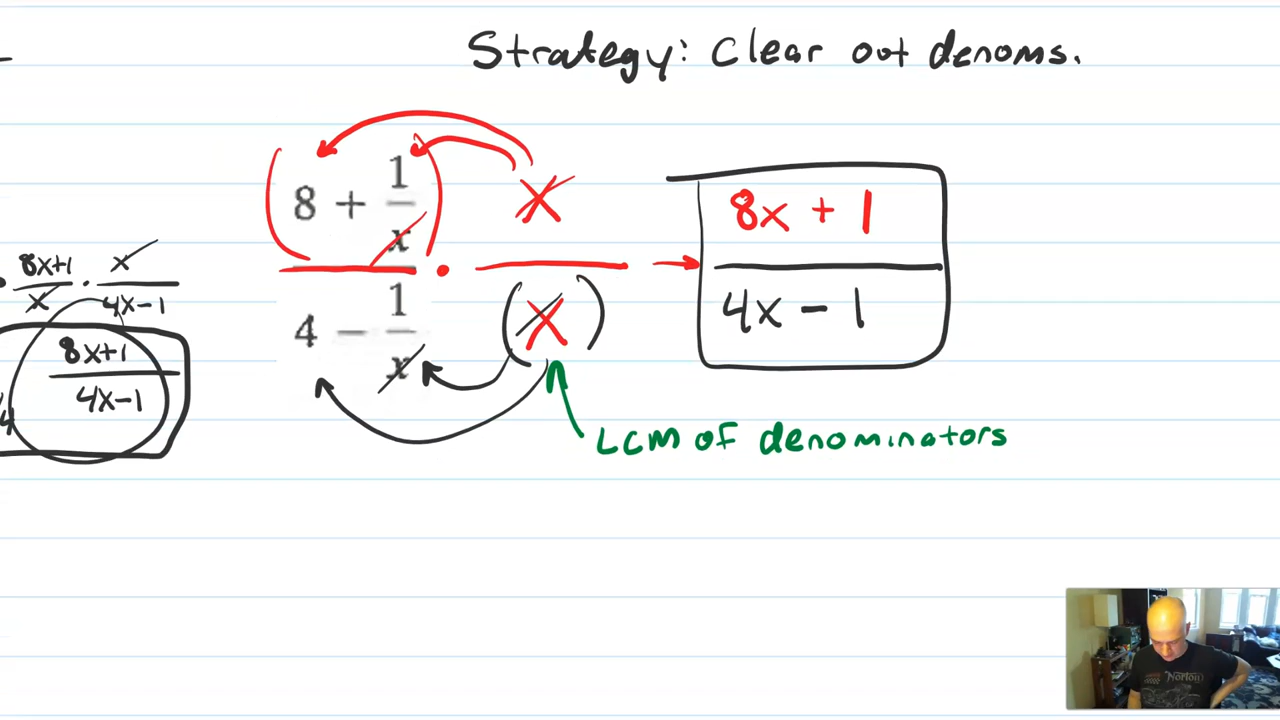 Strategy: Clear out denoms.
8 + 1/x
4 - 1/x
· x
(x)
→ 8x + 1
4x - 1
8x+1/x · x/4x-1
8x+1
4x-1
LCM of denominators
Norton